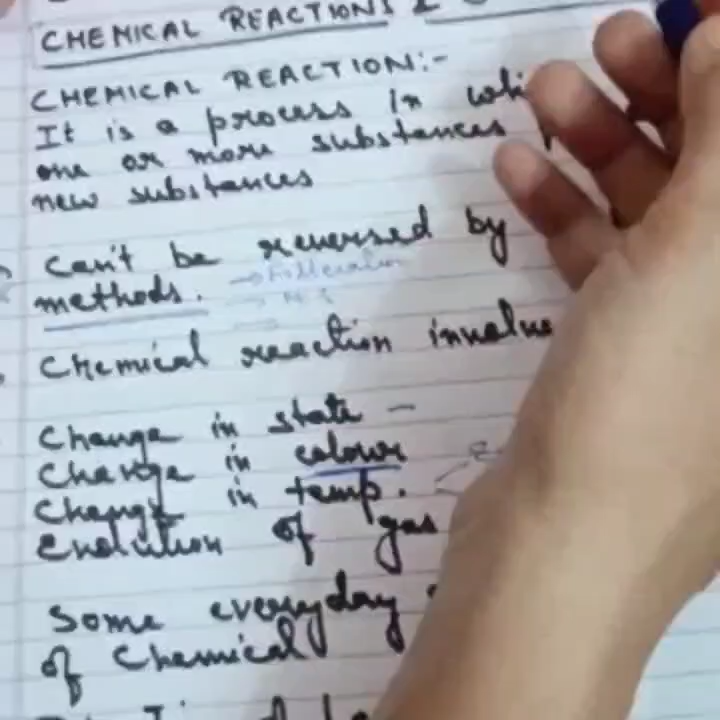 CHEMICAL REACTIONS &
CHEMICAL REACTION:-
It is a process in whi
one or more substances
new substances
can't be reversed by
methods.
Chemical reaction involve
Change in state -
Change in colour
Change in temp.
Evolution of gas
Some everyday
of Chemical